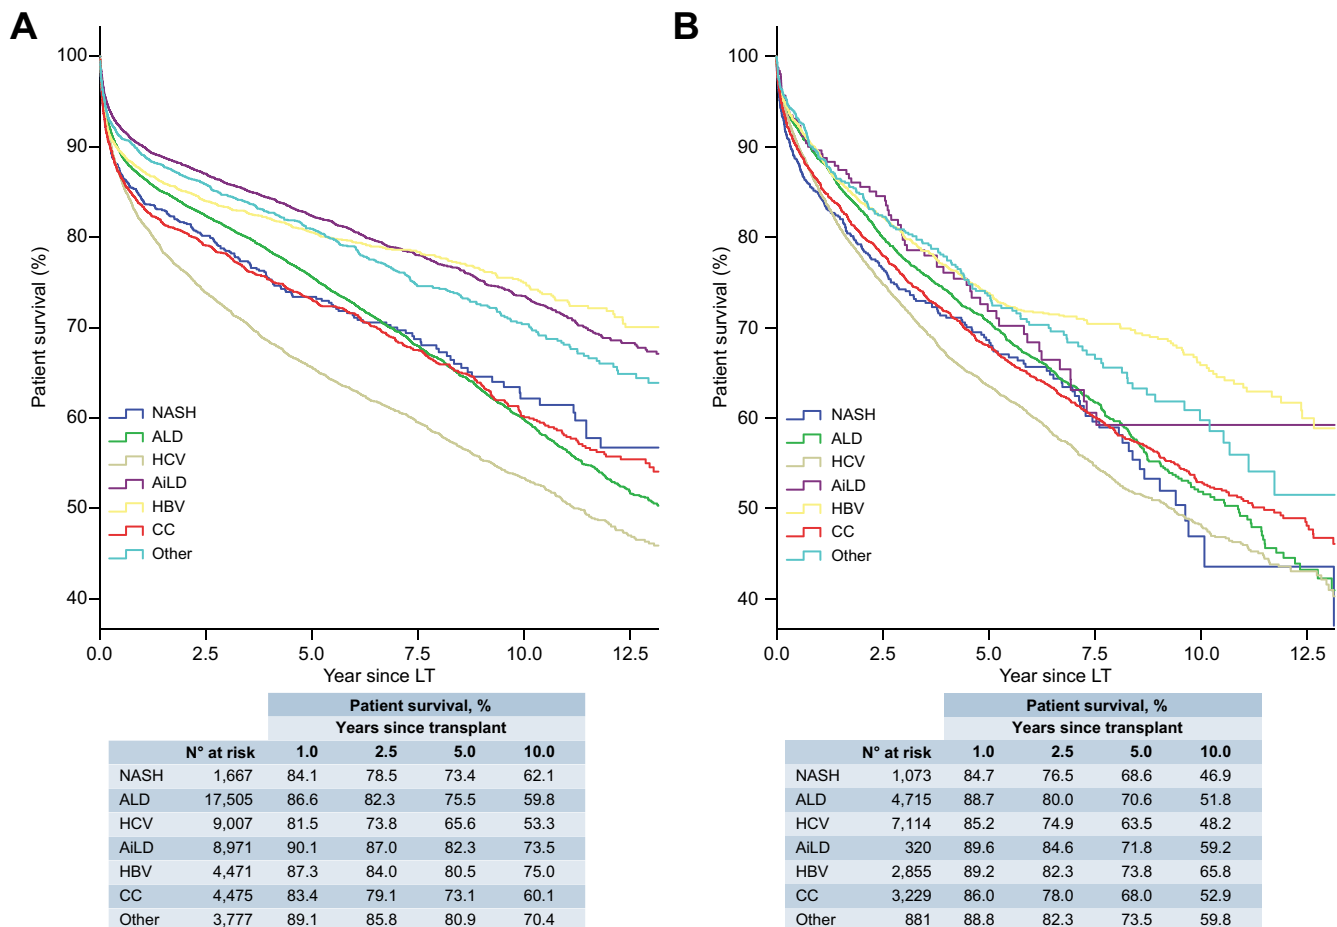 A
100
90
80
70
60
50
40
Patient survival (%)
NASH
ALD
HCV
AiLD
HBV
CC
Other
0.0 2.5 5.0 7.5 10.0 12.5
Year since LT
Patient survival, %
Years since transplant
N° at risk 1.0 2.5 5.0 10.0
NASH 1,667 84.1 78.5 73.4 62.1
ALD 17,505 86.6 82.3 75.5 59.8
HCV 9,007 81.5 73.8 65.6 53.3
AiLD 8,971 90.1 87.0 82.3 73.5
HBV 4,471 87.3 84.0 80.5 75.0
CC 4,475 83.4 79.1 73.1 60.1
Other 3,777 89.1 85.8 80.9 70.4
B
100
90
80
70
60
50
40
Patient survival (%)
NASH
ALD
HCV
AiLD
HBV
CC
Other
0.0 2.5 5.0 7.5 10.0 12.5
Year since LT
Patient survival, %
Years since transplant
N° at risk 1.0 2.5 5.0 10.0
NASH 1,073 84.7 76.5 68.6 46.9
ALD 4,715 88.7 80.0 70.6 51.8
HCV 7,114 85.2 74.9 63.5 48.2
AiLD 320 89.6 84.6 71.8 59.2
HBV 2,855 89.2 82.3 73.8 65.8
CC 3,229 86.0 78.0 68.0 52.9
Other 881 88.8 82.3 73.5 59.8